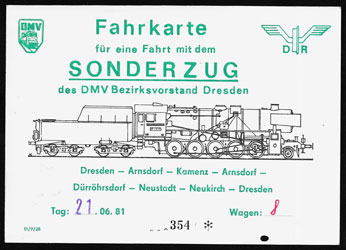 DMV
Fahrkarte
für eine Fahrt mit dem
D R
SONDERZUG
des DMV Bezirksvorstand Dresden
Dresden – Arnsdorf – Kamenz – Arnsdorf –
Dürröhrsdorf – Neustadt – Neukirch – Dresden
Tag: 21.06.81 Wagen: 8
354 *